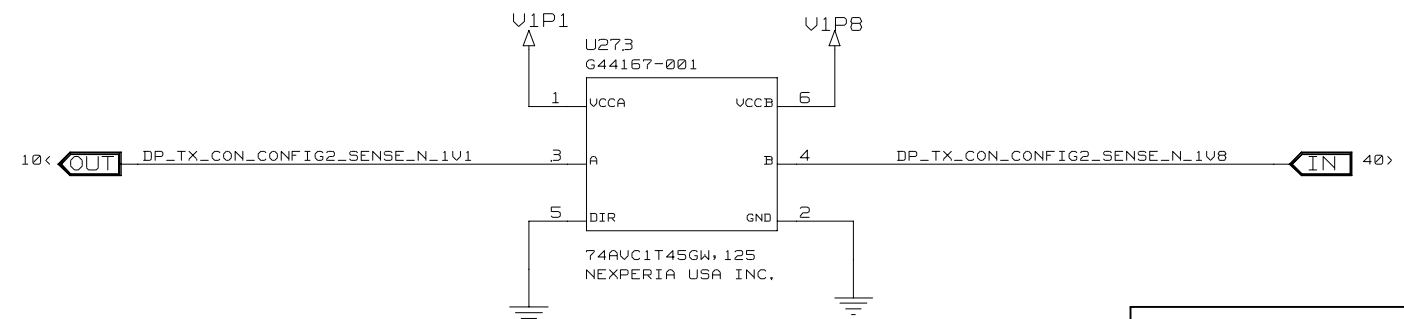 V1P1 V1P8
U27.3
G44167-001
1 VCCA VCCB 6
10< OUT DP_TX_CON_CONFIG2_SENSE_N_1V1 3 A B 4 DP_TX_CON_CONFIG2_SENSE_N_1V8 IN 40>
5 DIR GND 2
74AVC1T45GW,125
NEXPERIA USA INC.